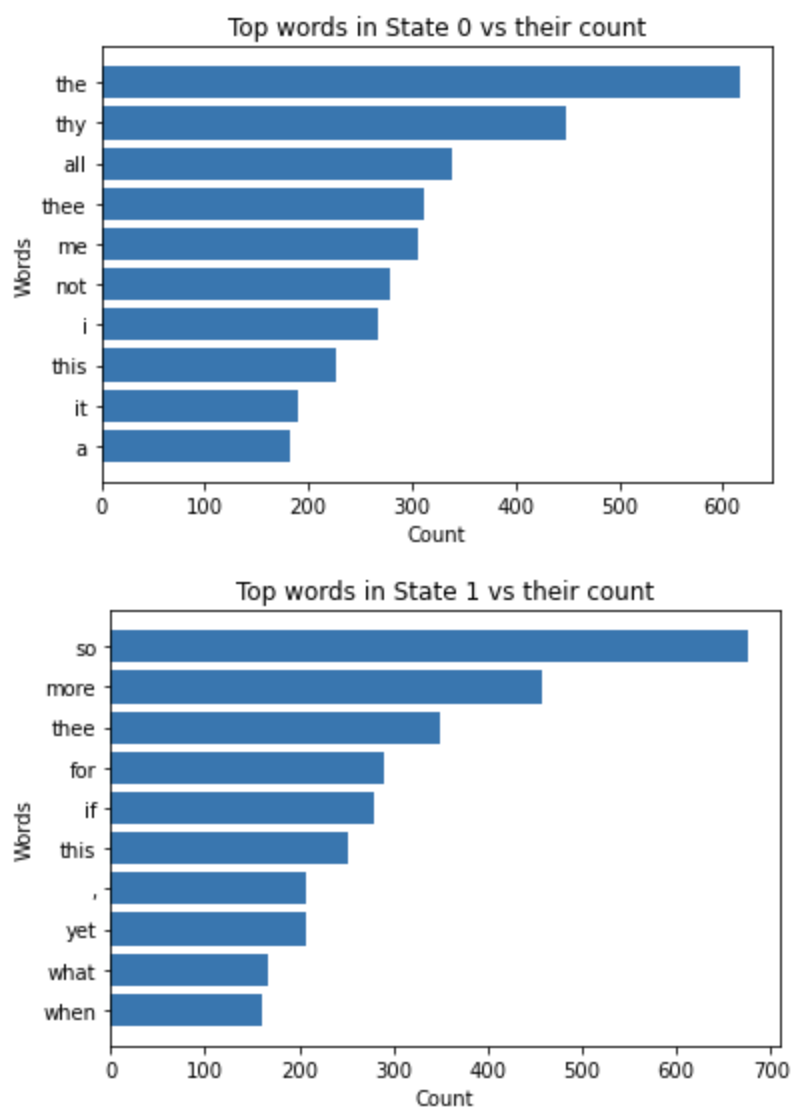 Top words in State 0 vs their count
the
thy
all
thee
me
not
i
this
it
a
Words
0 100 200 300 400 500 600
Count
Top words in State 1 vs their count
so
more
thee
for
if
this
,
yet
what
when
Words
0 100 200 300 400 500 600 700
Count